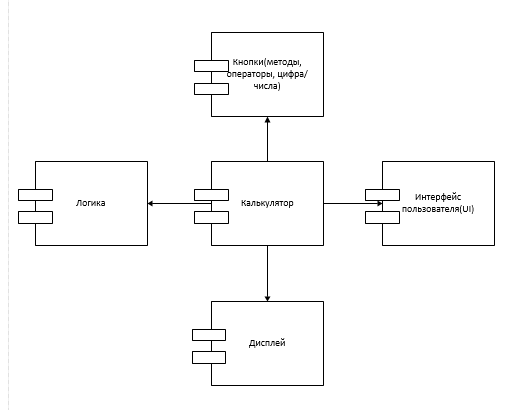 Кнопки(методы,
операторы, цифра/
числа)
Логика
Калькулятор
Интерфейс
пользователя(UI)
Дисплей